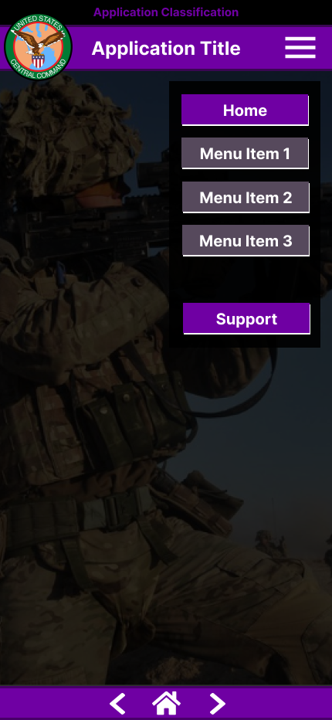 Application Classification
UNITED STATES
CENTRAL COMMAND
Application Title
Home
Menu Item 1
Menu Item 2
Menu Item 3
Support